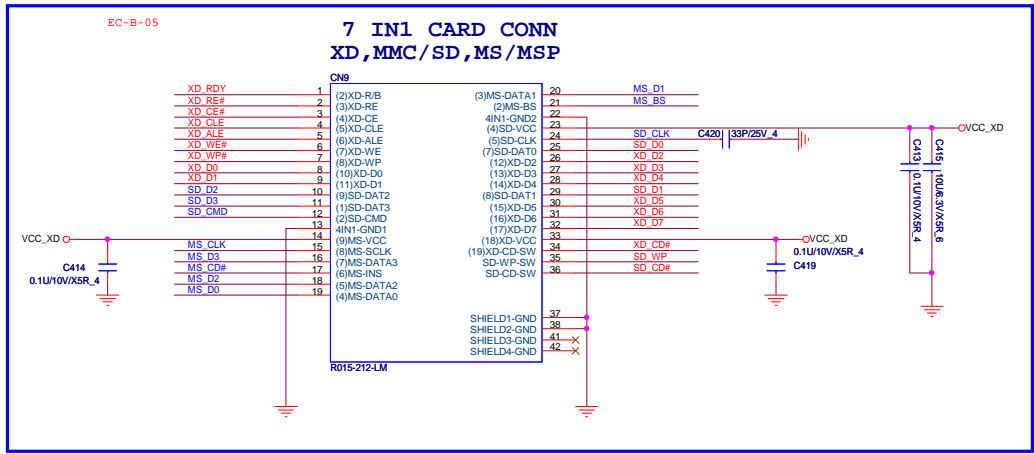 EC-B-05
7 IN1 CARD CONN
XD,MMC/SD,MS/MSP
CN9
XD_RDY 1 (2)XD-R/B
XD_RE# 2 (3)XD-RE
XD_CE# 3 (4)XD-CE
XD_CLE 4 (5)XD-CLE
XD_ALE 5 (6)XD-ALE
XD_WE# 6 (7)XD-WE
XD_WP# 7 (8)XD-WP
XD_D0 8 (10)XD-D0
XD_D1 9 (11)XD-D1
SD_D2 10 (9)SD-DAT2
SD_D3 11 (1)SD-DAT3
SD_CMD 12 (2)SD-CMD
13 4IN1-GND1
VCC_XD 14 (9)MS-VCC
MS_CLK 15 (8)MS-SCLK
MS_D3 16 (7)MS-DATA3
MS_CD# 17 (6)MS-INS
MS_D2 18 (5)MS-DATA2
MS_D0 19 (4)MS-DATA0
C414
0.1U/10V/X5R_4
(3)MS-DATA1 20 MS_D1
(2)MS-BS 21 MS_BS
4IN1-GND2 22
(4)SD-VCC 23 VCC_XD
(5)SD-CLK 24 SD_CLK C420 33P/25V_4
(7)SD-DAT0 25 SD_D0
(12)XD-D2 26 XD_D2
(13)XD-D3 27 XD_D3
(14)XD-D4 28 XD_D4
(8)SD-DAT1 29 SD_D1
(15)XD-D5 30 XD_D5
(16)XD-D6 31 XD_D6
(17)XD-D7 32 XD_D7
(18)XD-VCC 33 VCC_XD
(19)XD-CD-SW 34 XD_CD#
SD-WP-SW 35 SD_WP
SD-CD-SW 36 SD_CD#
0.1U/10V/X5R_4
C419
C413
0.1U/10V/X5R_4
C415
10U/6.3V/X5R_6
SHIELD1-GND 37
SHIELD2-GND 38
SHIELD3-GND 41
SHIELD4-GND 42
R015-212-LM